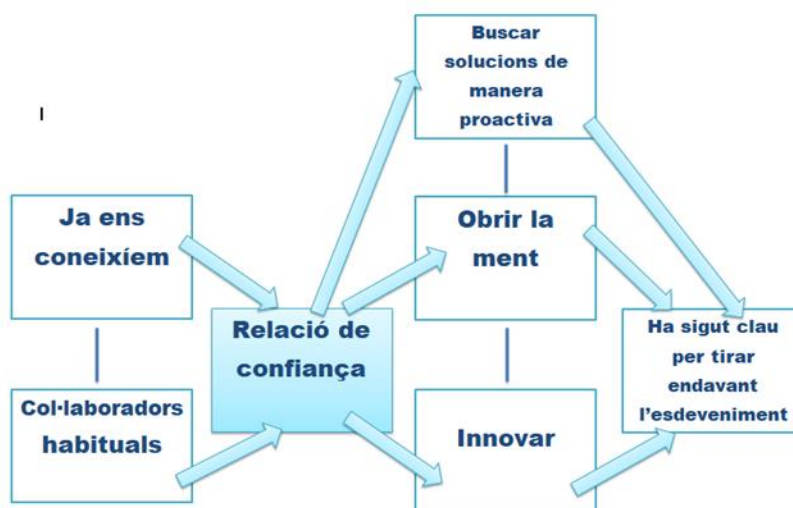 Buscar
solucions de
manera
proactiva
I
Ja ens
coneixíem
Obrir la
ment
Relació de
confiança
Ha sigut clau
per tirar
endavant
l’esdeveniment
Col·laboradors
habituals
Innovar